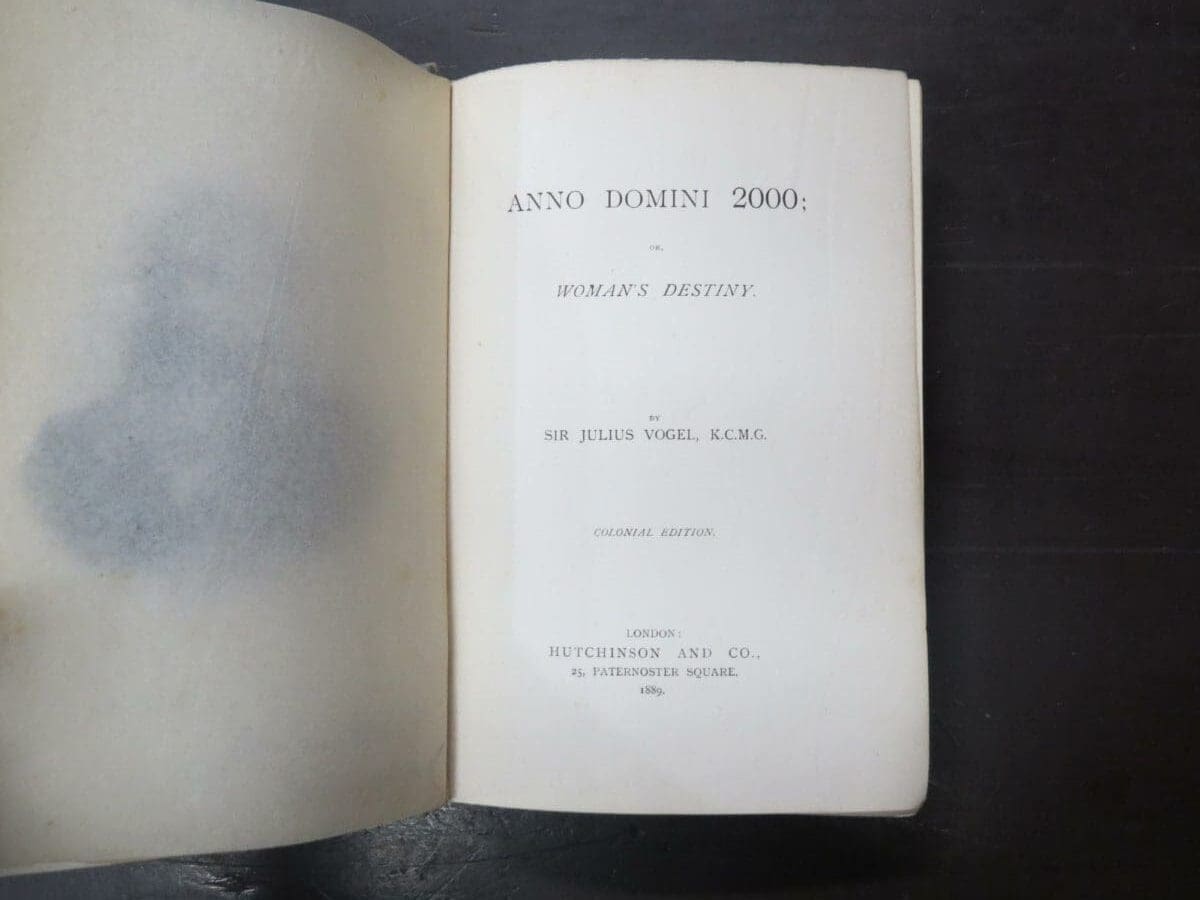 ANNO DOMINI 2000;
OR,
WOMAN'S DESTINY.
BY
SIR JULIUS VOGEL, K.C.M.G.
COLONIAL EDITION.
LONDON:
HUTCHINSON AND CO.,
25, PATERNOSTER SQUARE.
1889.